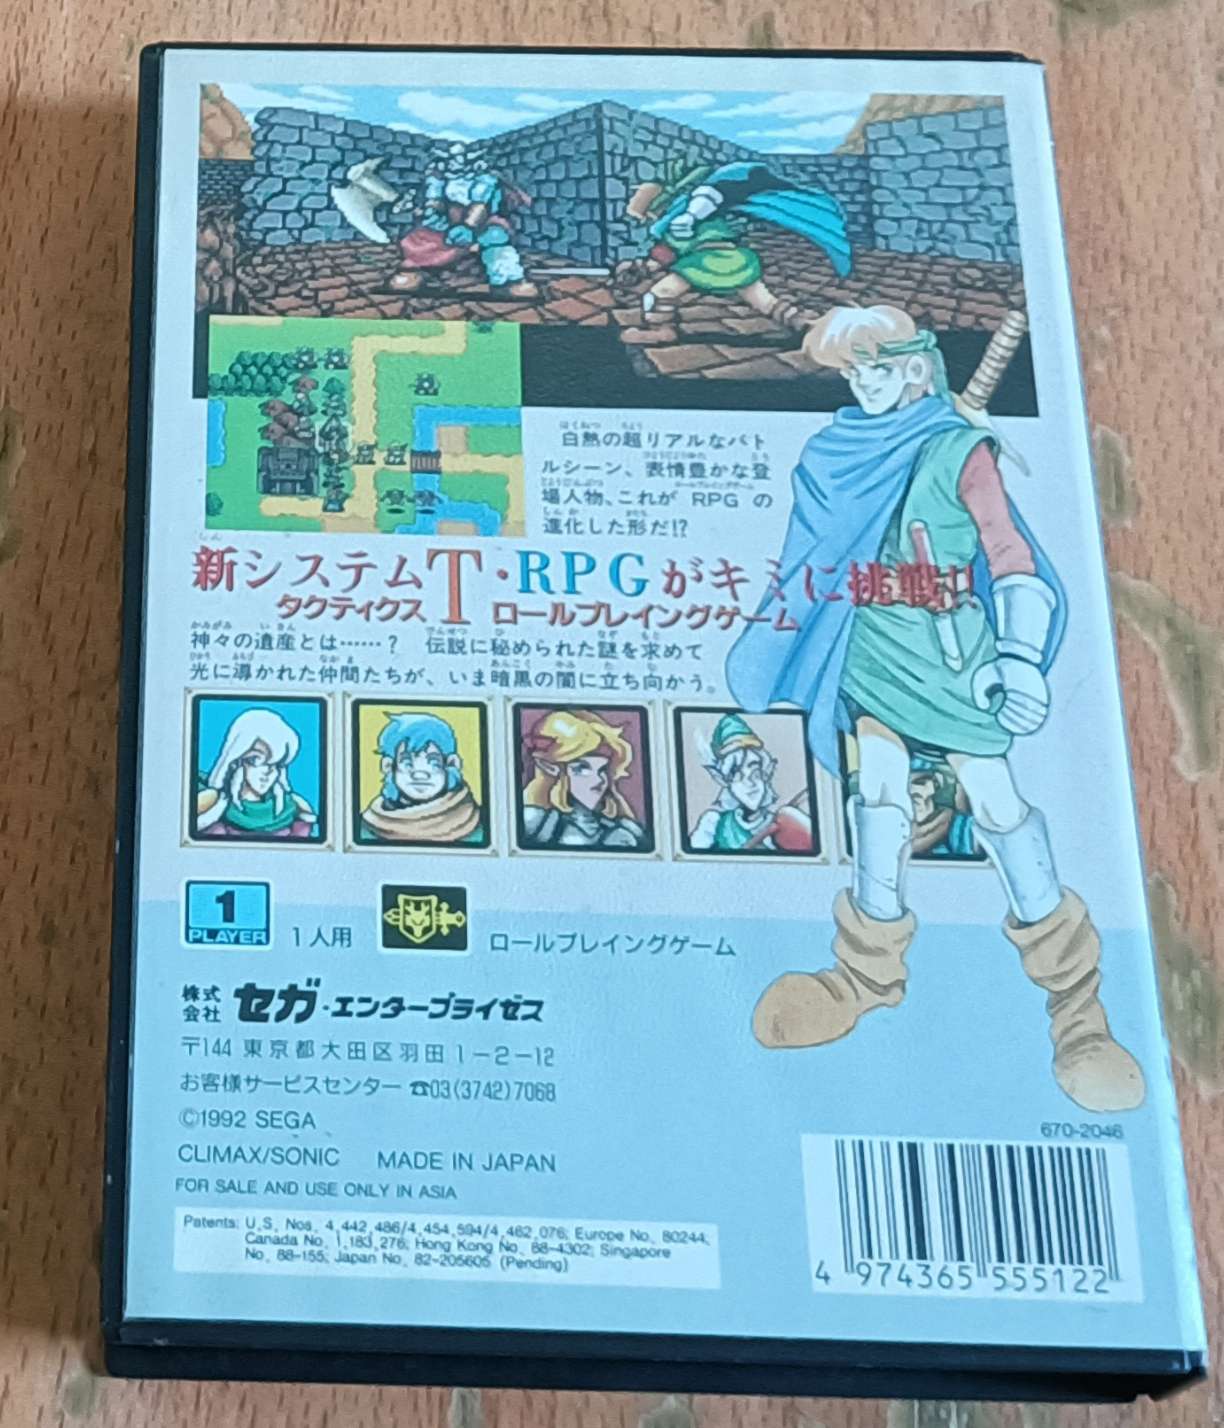 白熱の超リアルなバト
ルシーン、表情豊かな登
場人物、これが RPG の
進化した形だ!?
新システムT・RPGがキミに挑戦!!
タクティクス ロールプレイングゲーム
神々の遺産とは……? 伝説に秘められた謎を求めて
光に導かれた仲間たちが、いま暗黒の闇に立ち向かう。
1
PLAYER 1人用 ロールプレイングゲーム
株式会社 セガ・エンタープライゼス
〒144 東京都大田区羽田 1-2-12
お客様サービスセンター ☎03(3742)7068
©1992 SEGA
CLIMAX/SONIC MADE IN JAPAN
FOR SALE AND USE ONLY IN ASIA
670-2046
Patents: U.S. Nos. 4,442,486/4,454,594/4,462,076; Europe No. 80244;
Canada No. 1,183,276; Hong Kong No. 88-4302; Singapore
No. 88-155; Japan No. 82-205605 (Pending)
4 974365 555122